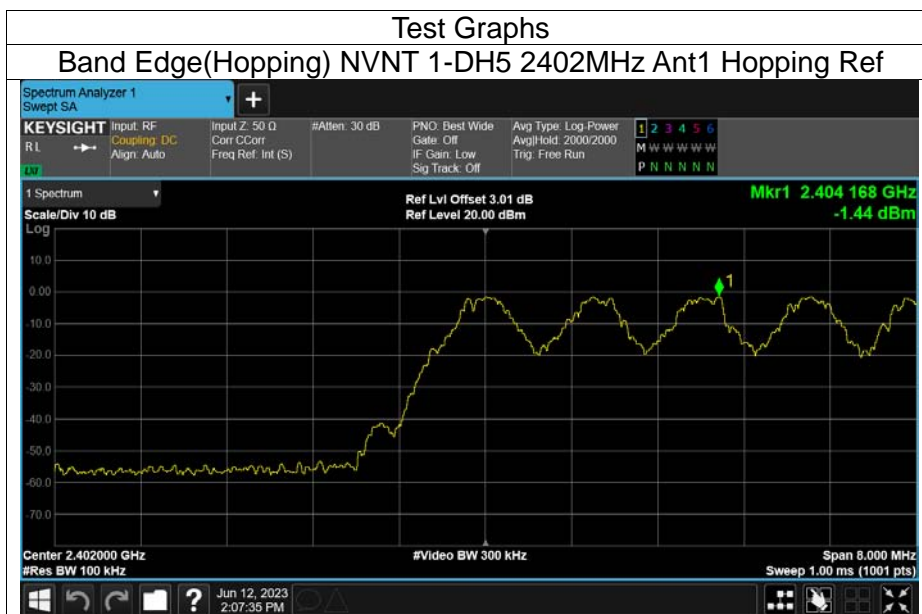 Test Graphs
Band Edge(Hopping) NVNT 1-DH5 2402MHz Ant1 Hopping Ref
Spectrum Analyzer 1
Swept SA
+
KEYSIGHT
RL
LXI
Input: RF
Coupling: DC
Align: Auto
Input Z: 50 Ω
Corr CCorr
Freq Ref: Int (S)
#Atten: 30 dB
PNO: Best Wide
Gate: Off
IF Gain: Low
Sig Track: Off
Avg Type: Log-Power
Avg|Hold: 2000/2000
Trig: Free Run
1 2 3 4 5 6
M W W W W W
P N N N N N
1 Spectrum
Scale/Div 10 dB
Log
Ref Lvl Offset 3.01 dB
Ref Level 20.00 dBm
Mkr1 2.404 168 GHz
-1.44 dBm
1
10.0
0.00
-10.0
-20.0
-30.0
-40.0
-50.0
-60.0
-70.0
Center 2.402000 GHz
#Res BW 100 kHz
#Video BW 300 kHz
Span 8.000 MHz
Sweep 1.00 ms (1001 pts)
?
Jun 12, 2023
2:07:35 PM